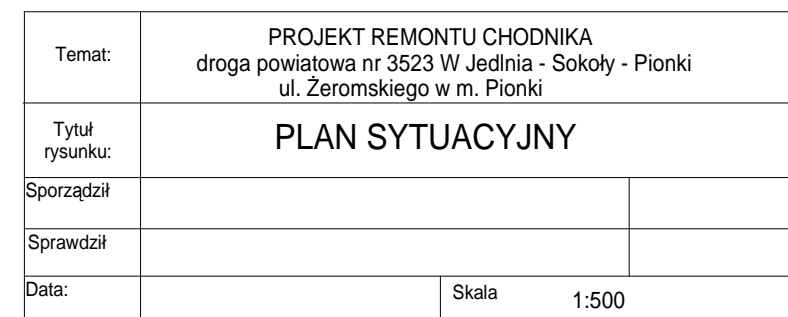 Temat:
PROJEKT REMONTU CHODNIKA
droga powiatowa nr 3523 W Jedlnia - Sokoły - Pionki
ul. Żeromskiego w m. Pionki
Tytuł
rysunku:
PLAN SYTUACYJNY
Sporządził
Sprawdził
Data:
Skala 1:500